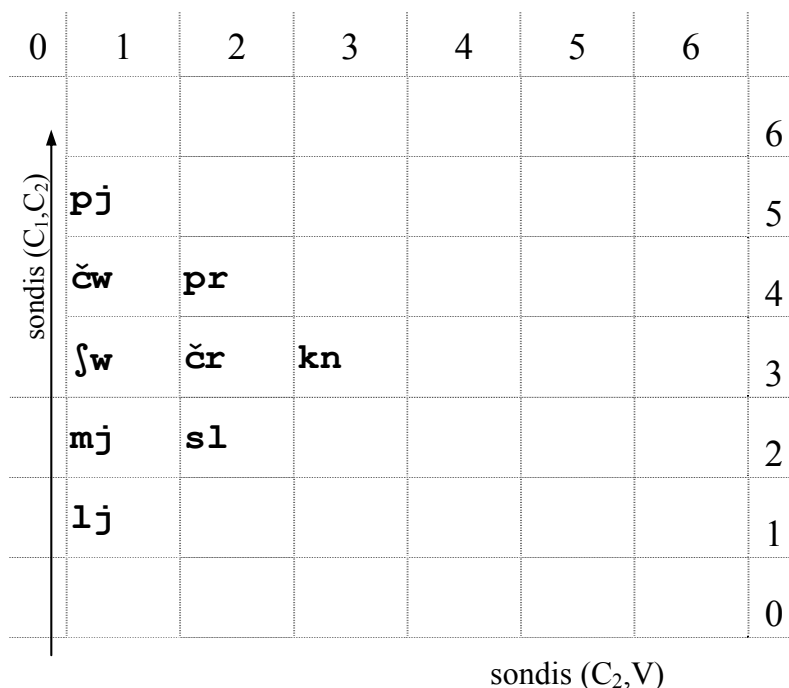 0 1 2 3 4 5 6
6
sondis (C₁,C₂)
pj 5
čw pr 4
ʃw čr kn 3
mj sl 2
lj 1
0
sondis (C₂,V)